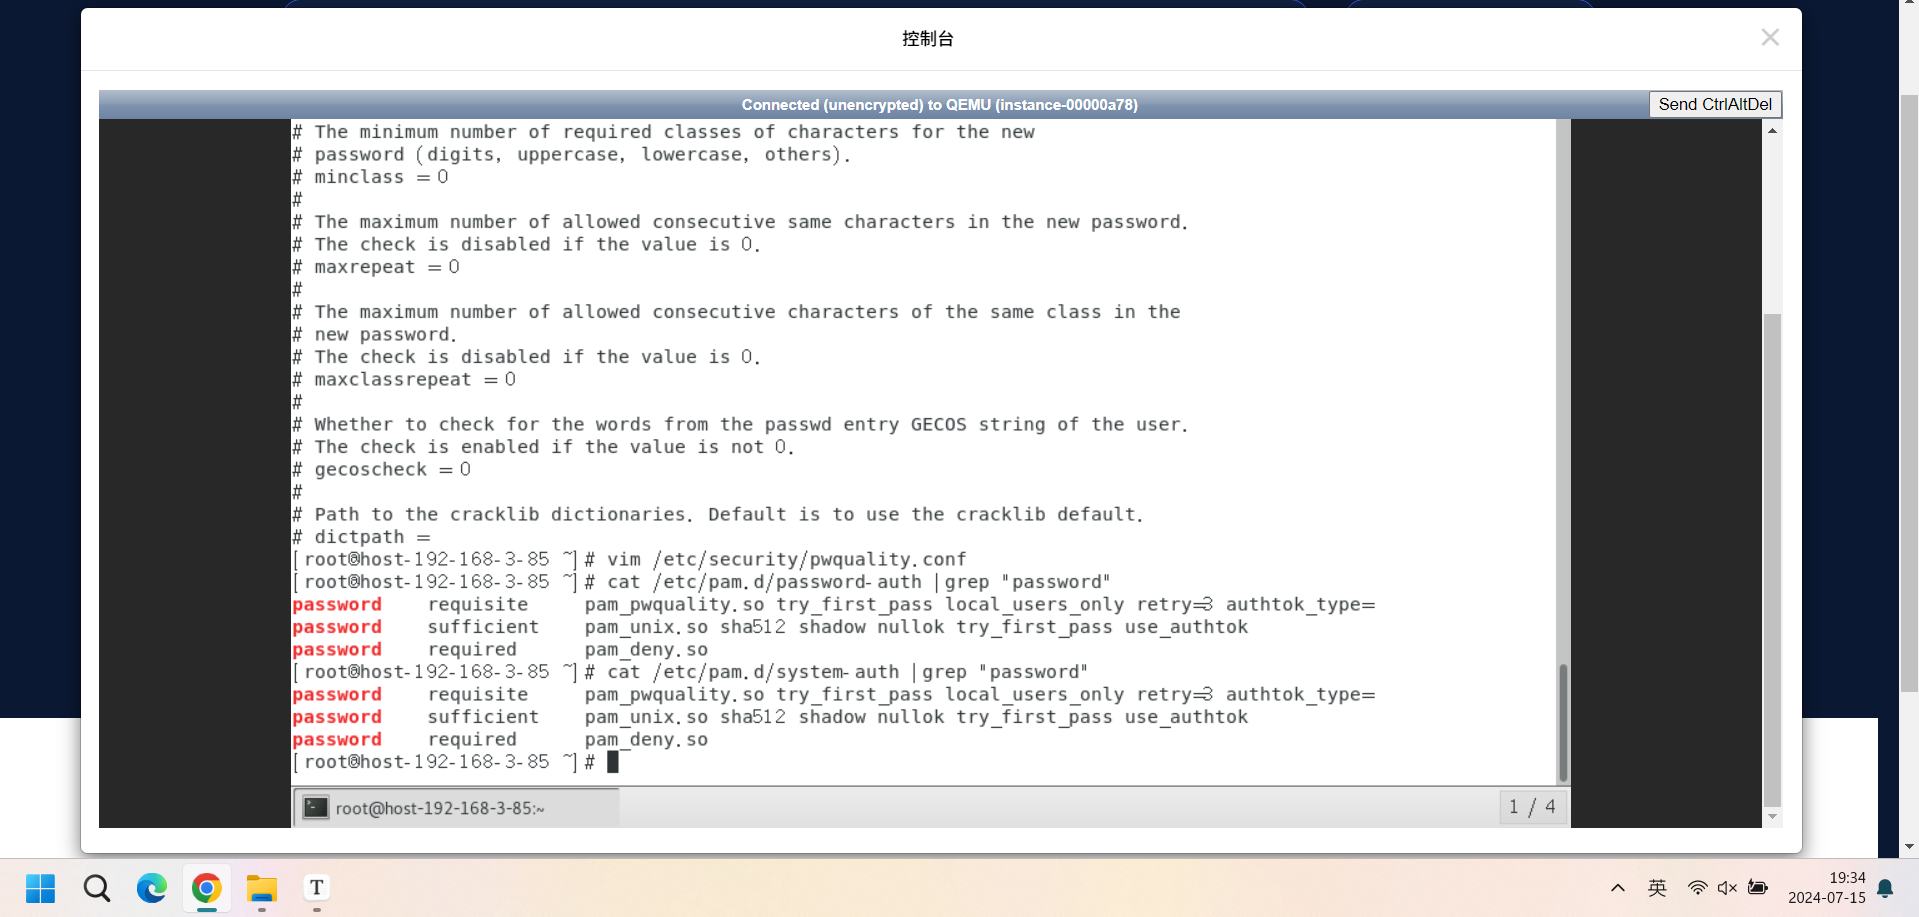 控制台
Connected (unencrypted) to QEMU (instance-00000a78)
Send CtrlAltDel
# The minimum number of required classes of characters for the new
# password (digits, uppercase, lowercase, others).
# minclass = 0
#
# The maximum number of allowed consecutive same characters in the new password.
# The check is disabled if the value is 0.
# maxrepeat = 0
#
# The maximum number of allowed consecutive characters of the same class in the
# new password.
# The check is disabled if the value is 0.
# maxclassrepeat = 0
#
# Whether to check for the words from the passwd entry GECOS string of the user.
# The check is enabled if the value is not 0.
# gecoscheck = 0
#
# Path to the cracklib dictionaries. Default is to use the cracklib default.
# dictpath =
[root@host-192-168-3-85 ~]# vim /etc/security/pwquality.conf
[root@host-192-168-3-85 ~]# cat /etc/pam.d/password-auth |grep "password"
password    requisite     pam_pwquality.so try_first_pass local_users_only retry=3 authtok_type=
password    sufficient    pam_unix.so sha512 shadow nullok try_first_pass use_authtok
password    required      pam_deny.so
[root@host-192-168-3-85 ~]# cat /etc/pam.d/system-auth |grep "password"
password    requisite     pam_pwquality.so try_first_pass local_users_only retry=3 authtok_type=
password    sufficient    pam_unix.so sha512 shadow nullok try_first_pass use_authtok
password    required      pam_deny.so
[root@host-192-168-3-85 ~]#
root@host-192-168-3-85:~
1 / 4
T
英
19:34
2024-07-15